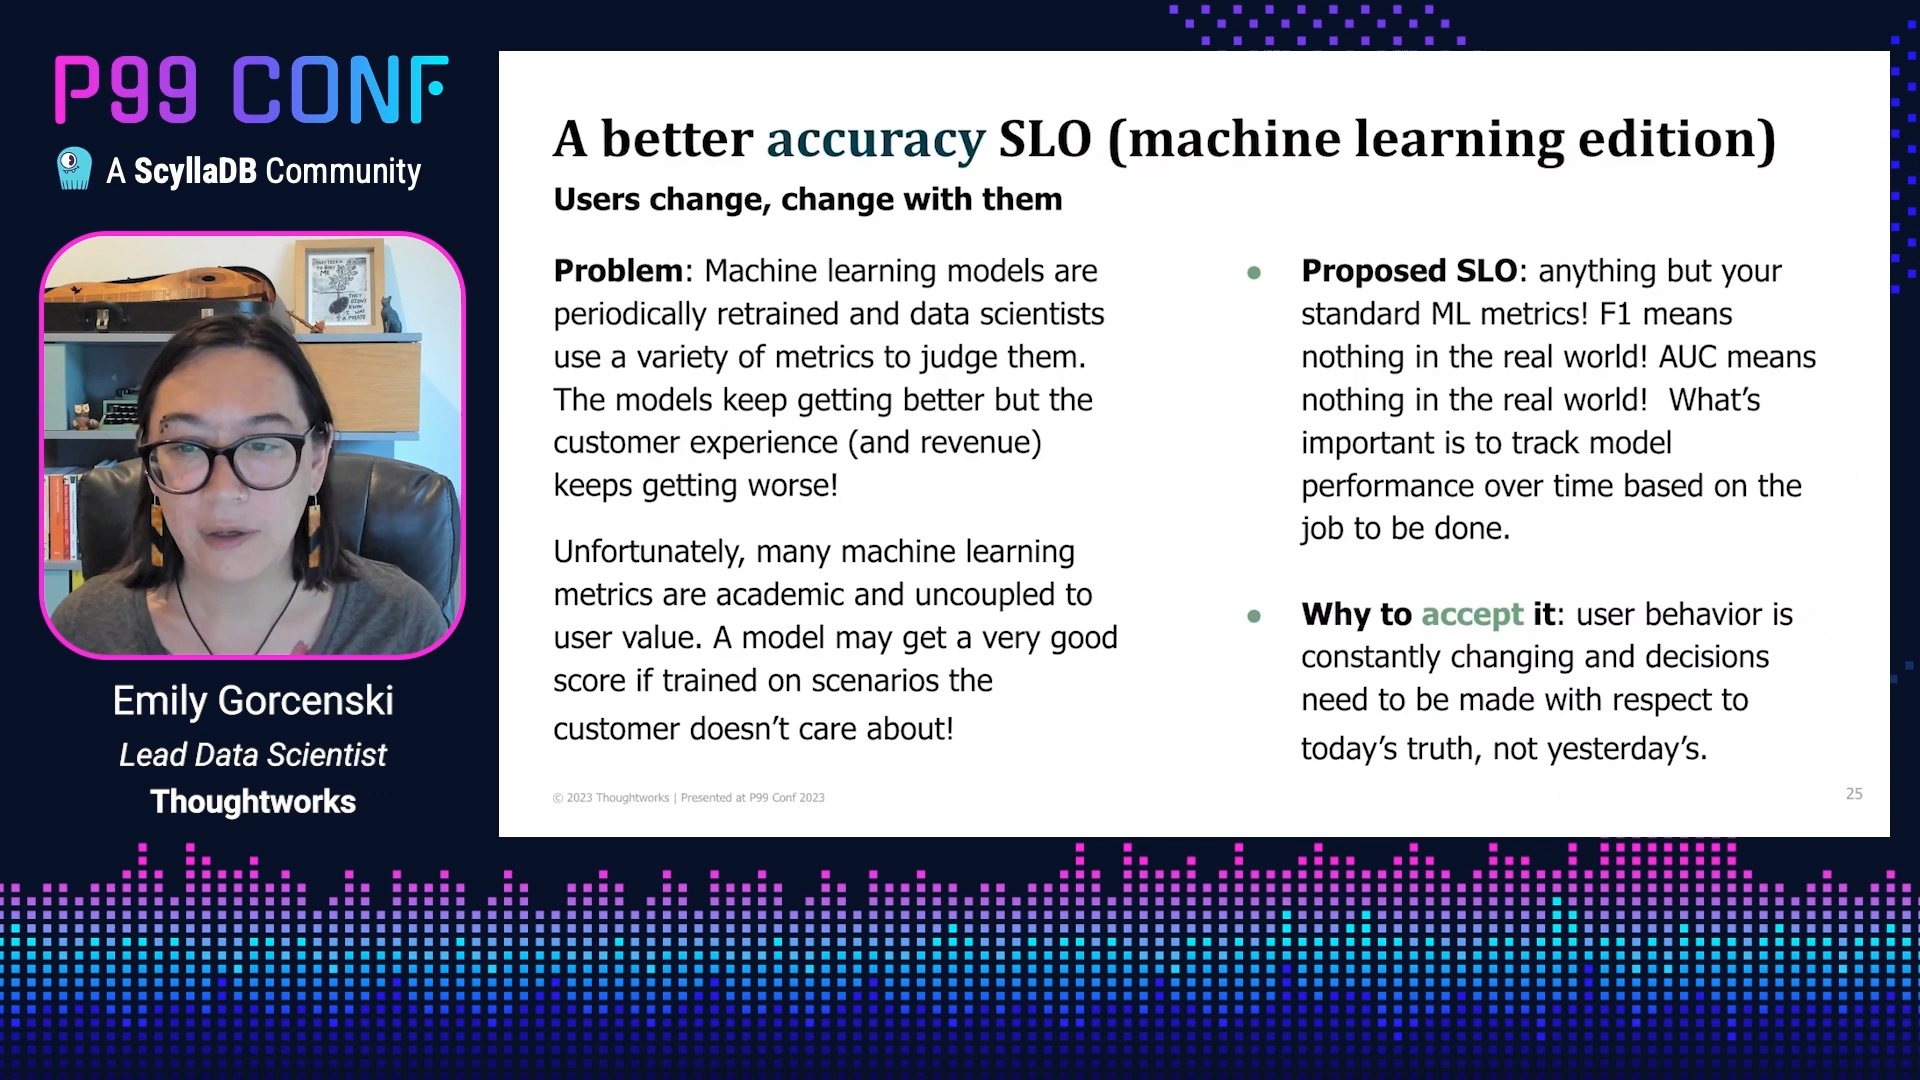 P99 CONF
A ScyllaDB Community
Emily Gorcenski
Lead Data Scientist
Thoughtworks
A better accuracy SLO (machine learning edition)
Users change, change with them
Problem: Machine learning models are
periodically retrained and data scientists
use a variety of metrics to judge them.
The models keep getting better but the
customer experience (and revenue)
keeps getting worse!
Unfortunately, many machine learning
metrics are academic and uncoupled to
user value. A model may get a very good
score if trained on scenarios the
customer doesn’t care about!
● Proposed SLO: anything but your
standard ML metrics! F1 means
nothing in the real world! AUC means
nothing in the real world!  What’s
important is to track model
performance over time based on the
job to be done.
● Why to accept it: user behavior is
constantly changing and decisions
need to be made with respect to
today’s truth, not yesterday’s.
© 2023 Thoughtworks | Presented at P99 Conf 2023
25